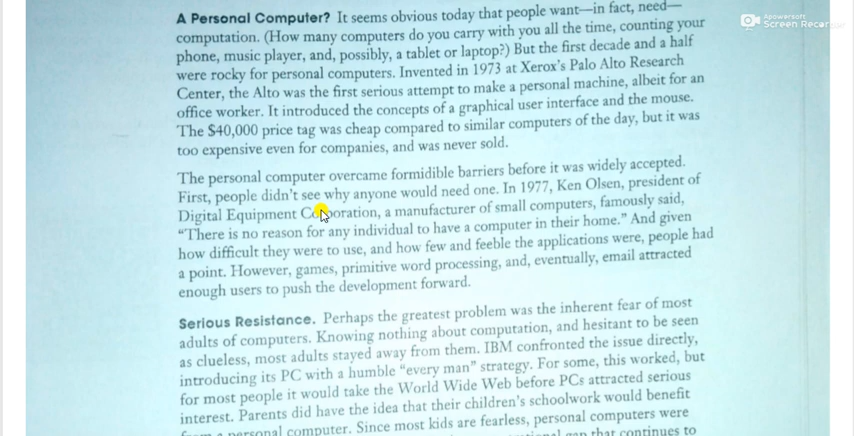 Apowersoft
Screen Recorder
A Personal Computer? It seems obvious today that people want—in fact, need—
computation. (How many computers do you carry with you all the time, counting your
phone, music player, and, possibly, a tablet or laptop?) But the first decade and a half
were rocky for personal computers. Invented in 1973 at Xerox's Palo Alto Research
Center, the Alto was the first serious attempt to make a personal machine, albeit for an
office worker. It introduced the concepts of a graphical user interface and the mouse.
The $40,000 price tag was cheap compared to similar computers of the day, but it was
too expensive even for companies, and was never sold.
The personal computer overcame formidible barriers before it was widely accepted.
First, people didn't see why anyone would need one. In 1977, Ken Olsen, president of
Digital Equipment Corporation, a manufacturer of small computers, famously said,
“There is no reason for any individual to have a computer in their home.” And given
how difficult they were to use, and how few and feeble the applications were, people had
a point. However, games, primitive word processing, and, eventually, email attracted
enough users to push the development forward.
Serious Resistance. Perhaps the greatest problem was the inherent fear of most
adults of computers. Knowing nothing about computation, and hesitant to be seen
as clueless, most adults stayed away from them. IBM confronted the issue directly,
introducing its PC with a humble “every man” strategy. For some, this worked, but
for most people it would take the World Wide Web before PCs attracted serious
interest. Parents did have the idea that their children's schoolwork would benefit
from a personal computer. Since most kids are fearless, personal computers were
gap that continues to